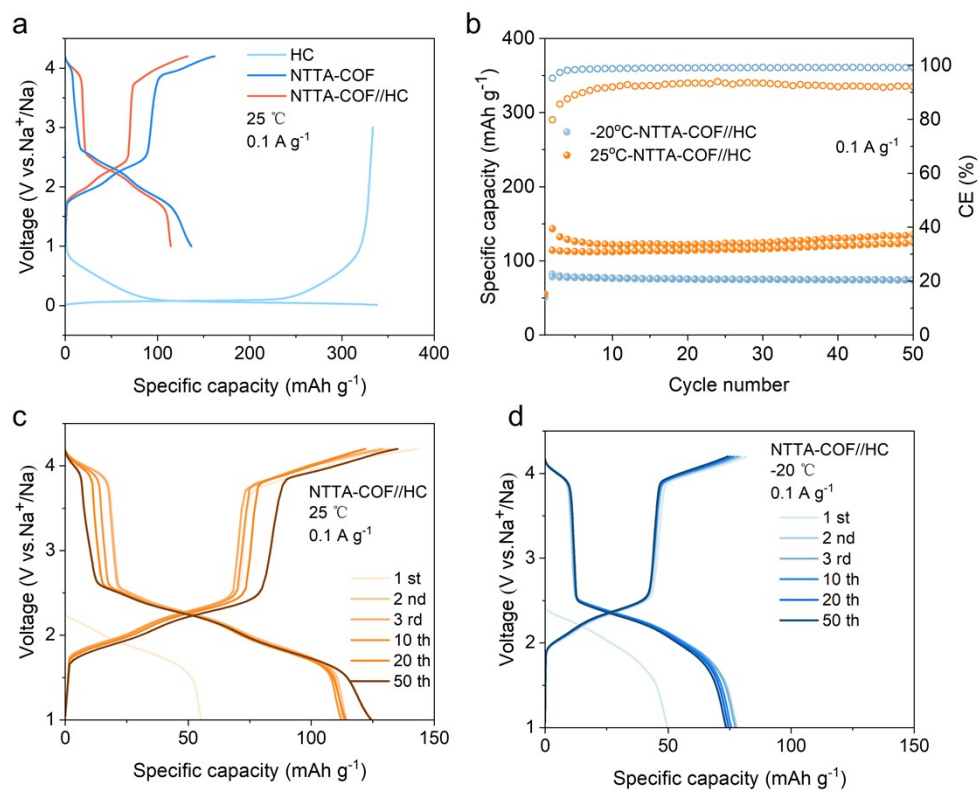 a
Voltage (V vs.Na⁺/Na)
4
3
2
1
0
HC
NTTA-COF
NTTA-COF//HC
25 ℃
0.1 A g⁻¹
0 100 200 300 400
Specific capacity (mAh g⁻¹)
b
Specific capacity (mAh g⁻¹)
400
350
300
250
200
150
100
50
0
-20°C-NTTA-COF//HC
25°C-NTTA-COF//HC
0.1 A g⁻¹
100
80
60
40
20
0
CE (%)
0 10 20 30 40 50
Cycle number
c
Voltage (V vs.Na⁺/Na)
4
3
2
1
NTTA-COF//HC
25 ℃
0.1 A g⁻¹
1 st
2 nd
3 rd
10 th
20 th
50 th
0 50 100 150
Specific capacity (mAh g⁻¹)
d
Voltage (V vs.Na⁺/Na)
4
3
2
1
NTTA-COF//HC
-20 ℃
0.1 A g⁻¹
1 st
2 nd
3 rd
10 th
20 th
50 th
0 50 100 150
Specific capacity (mAh g⁻¹)